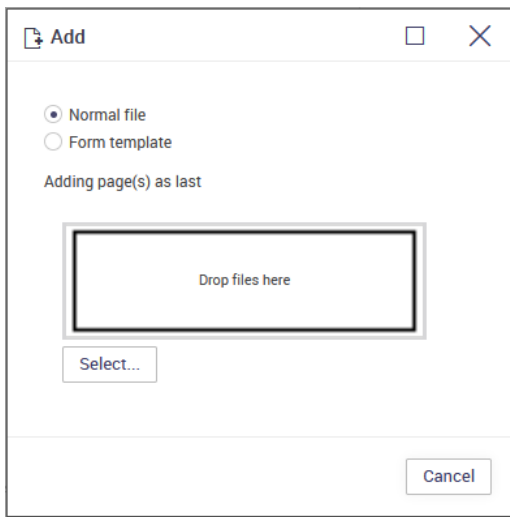 Add
Normal file
Form template
Adding page(s) as last
Drop files here
Select...
Cancel